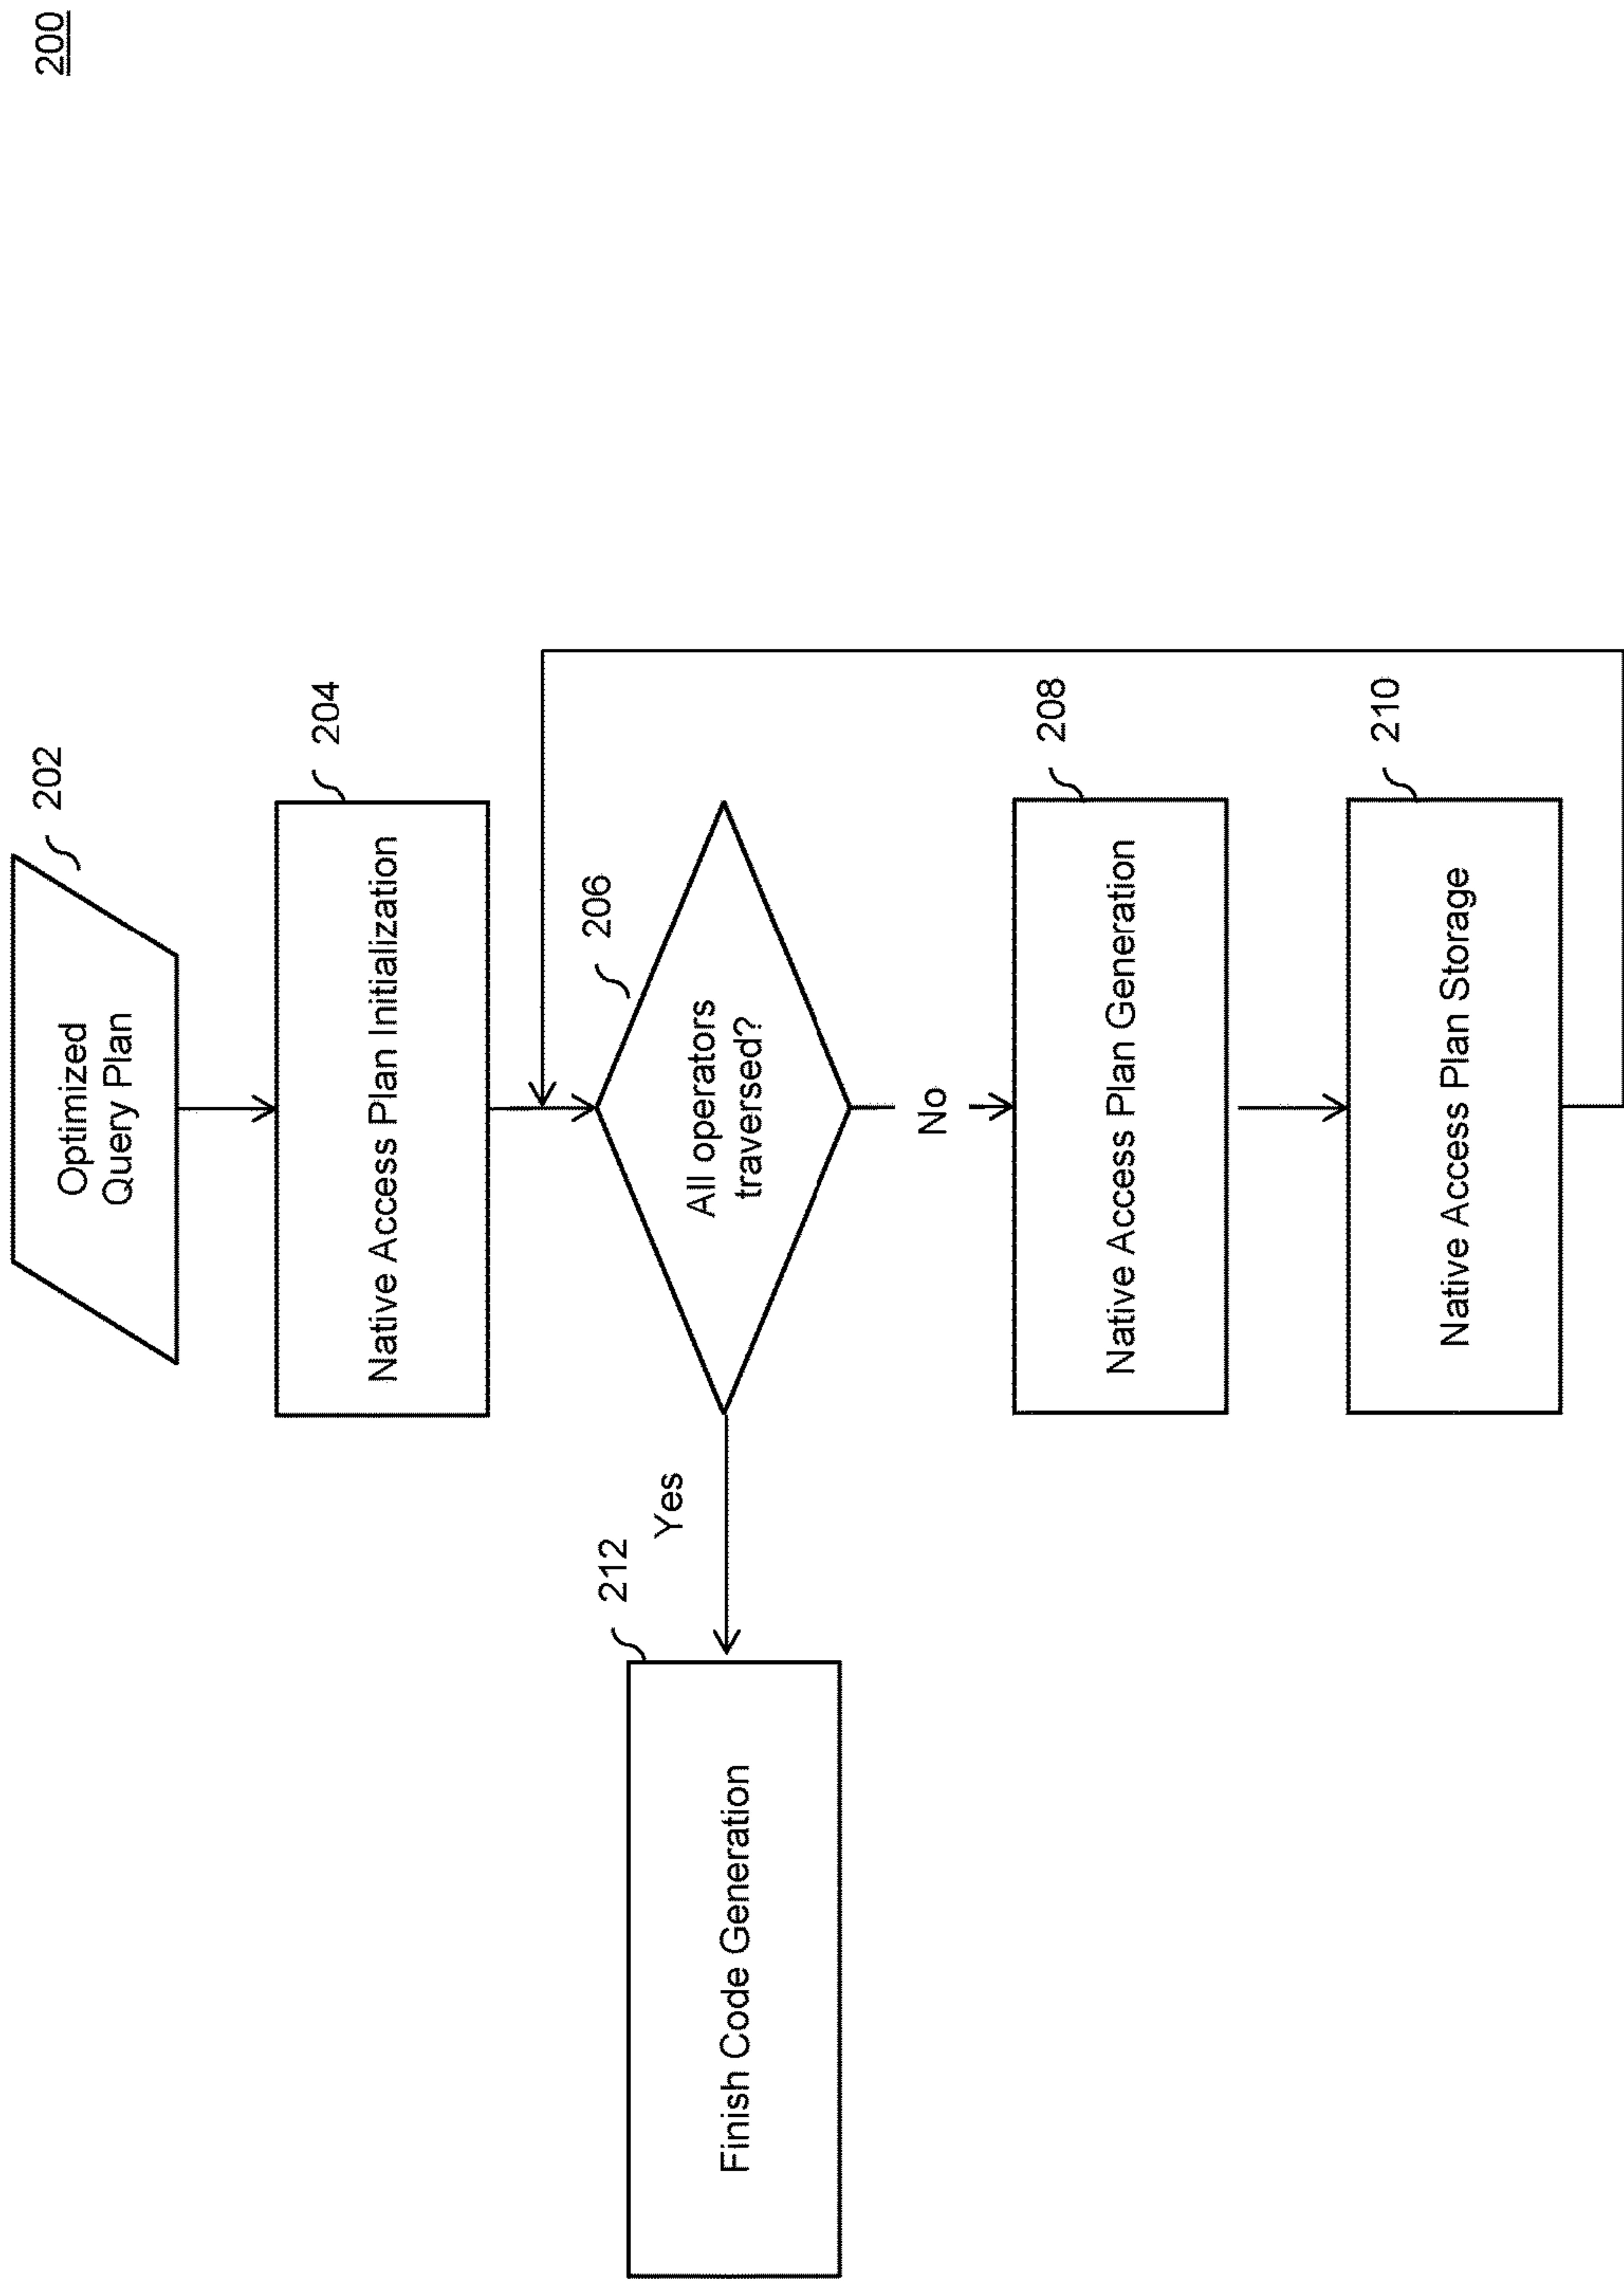 200
Optimized
Query Plan
202
Native Access Plan Initialization
204
All operators
traversed?
206
No
Native Access Plan Generation
208
Native Access Plan Storage
210
Yes
Finish Code Generation
212